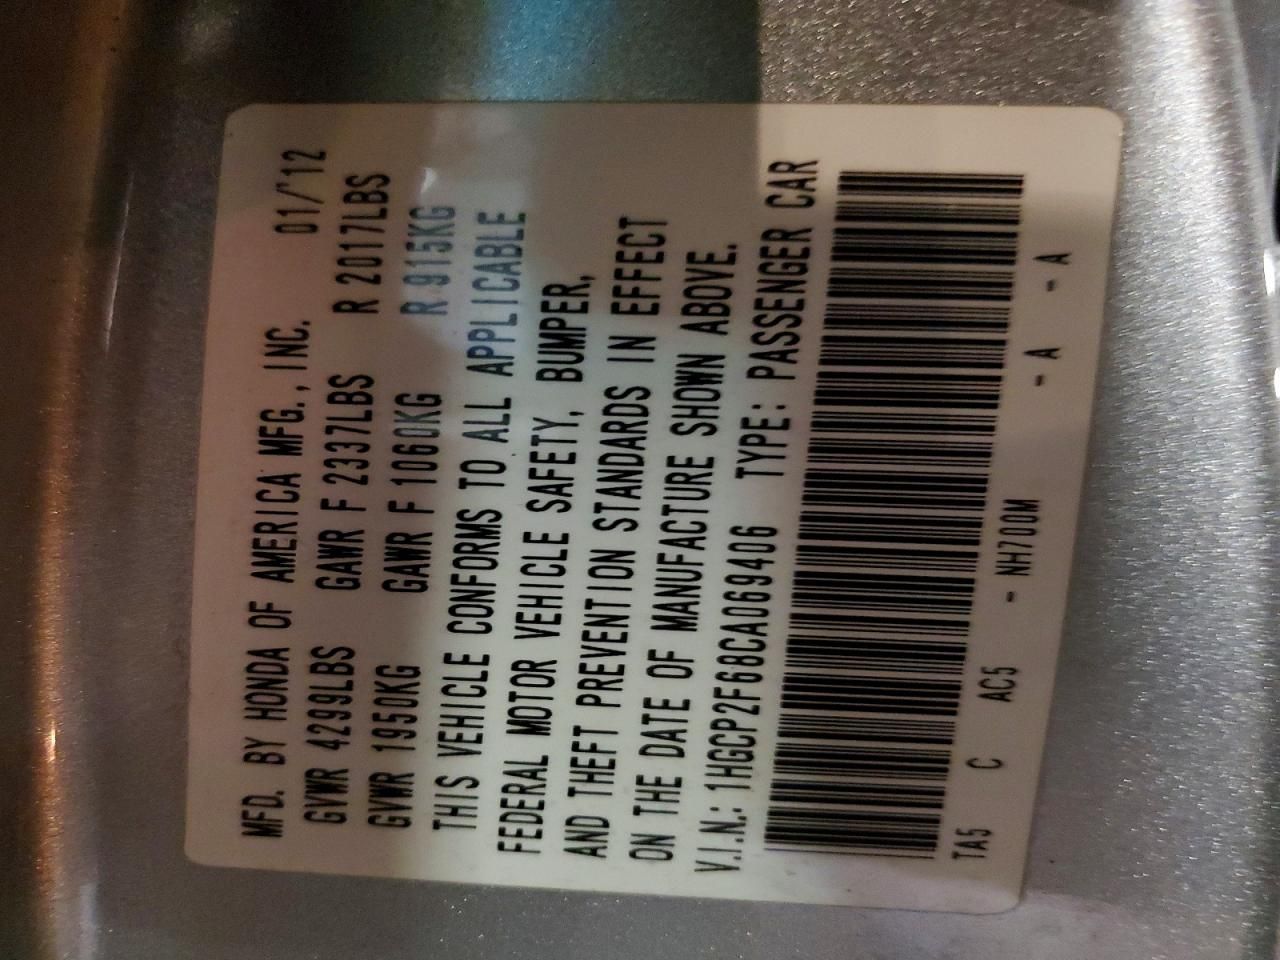 MFD. BY HONDA OF AMERICA MFG., INC. 01/'12
GVWR 4299LBS GAWR F 2337LBS R 2017LBS
GVWR 1950KG GAWR F 1060KG R 915KG
THIS VEHICLE CONFORMS TO ALL APPLICABLE
FEDERAL MOTOR VEHICLE SAFETY, BUMPER,
AND THEFT PREVENTION STANDARDS IN EFFECT
ON THE DATE OF MANUFACTURE SHOWN ABOVE.
V.I.N.: 1HGCP2F68CA069406 TYPE: PASSENGER CAR
TA5 C AC5 - NH700M - A - A